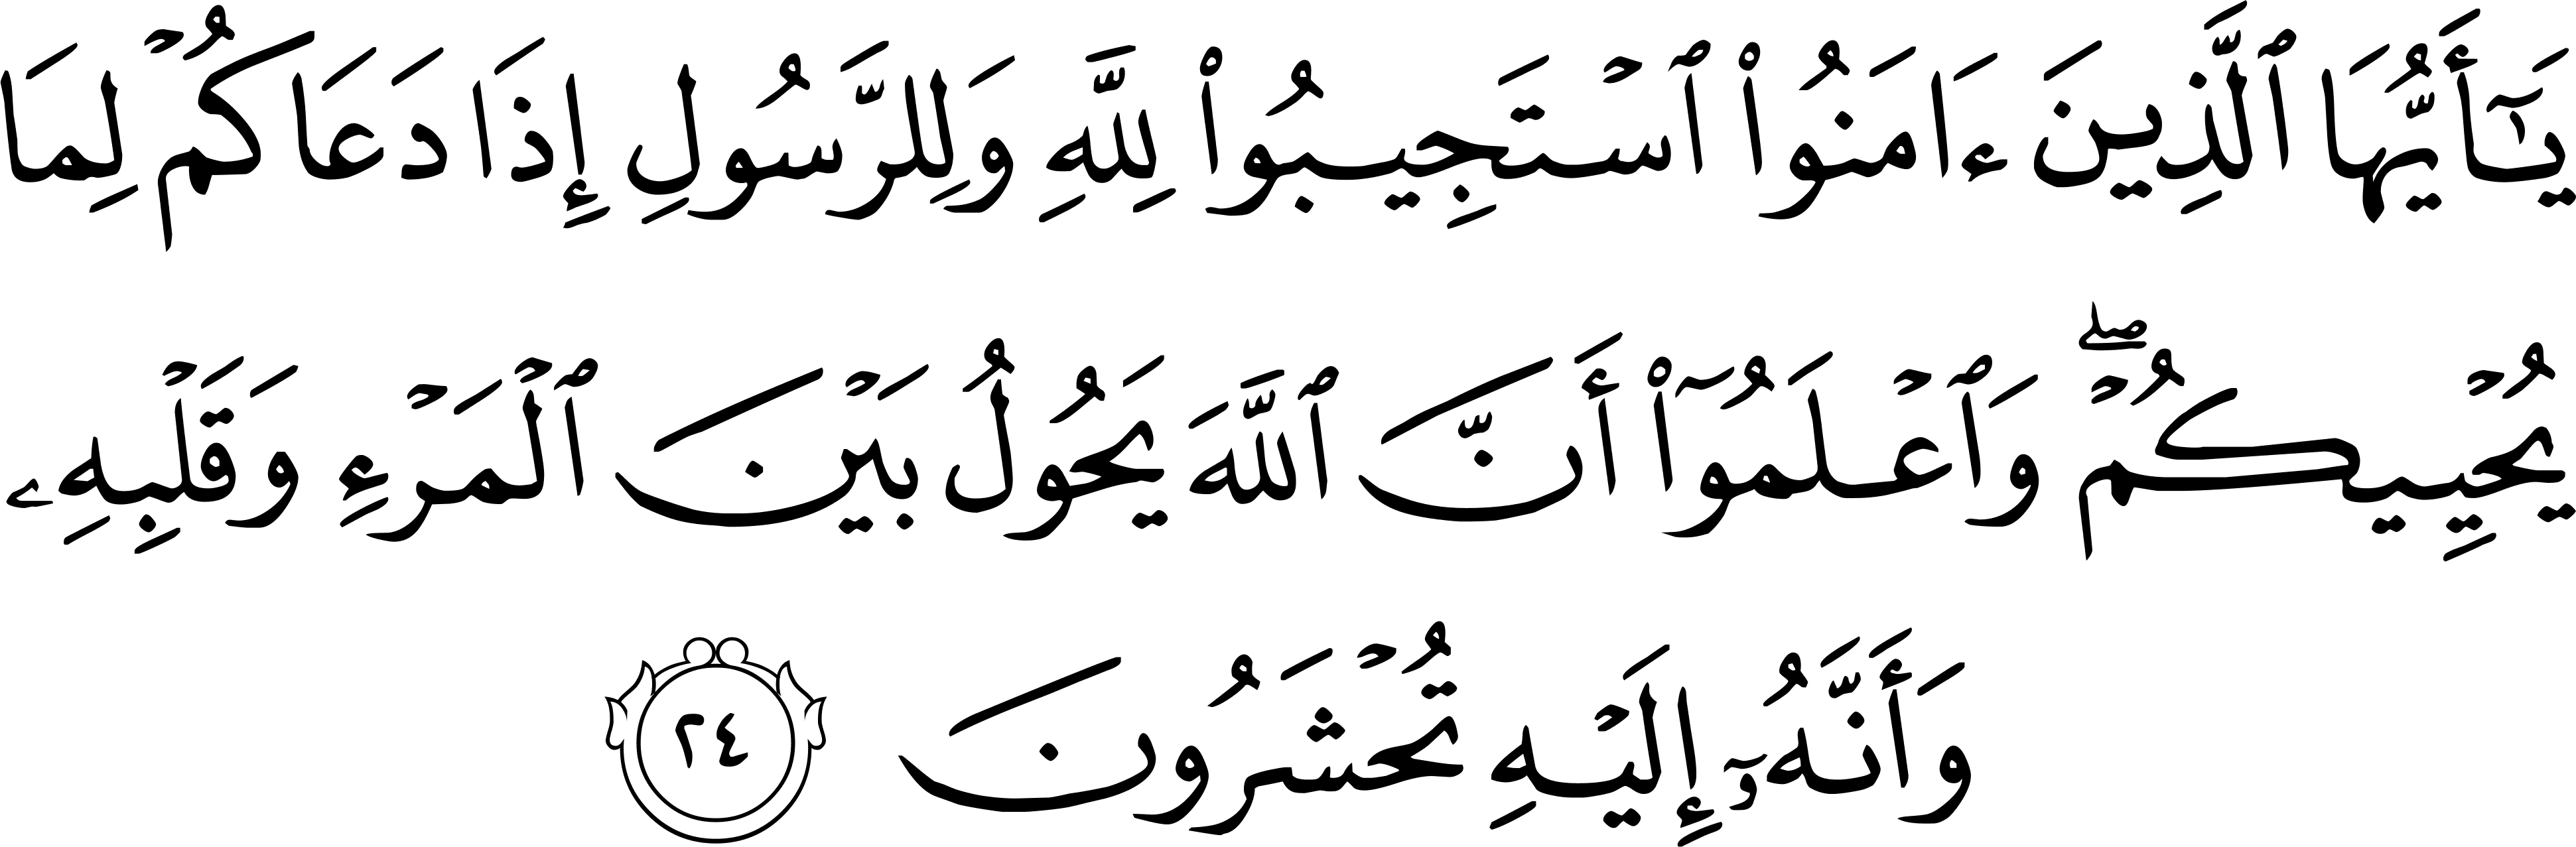 يَـٰٓأَيُّهَا ٱلَّذِينَ ءَامَنُوا۟ ٱسْتَجِيبُوا۟ لِلَّهِ وَلِلرَّسُولِ إِذَا دَعَاكُمْ لِمَا
يُحْيِيكُمْ ۖ وَٱعْلَمُوٓا۟ أَنَّ ٱللَّهَ يَحُولُ بَيْنَ ٱلْمَرْءِ وَقَلْبِهِۦ
وَأَنَّهُۥٓ إِلَيْهِ تُحْشَرُونَ ٢٤